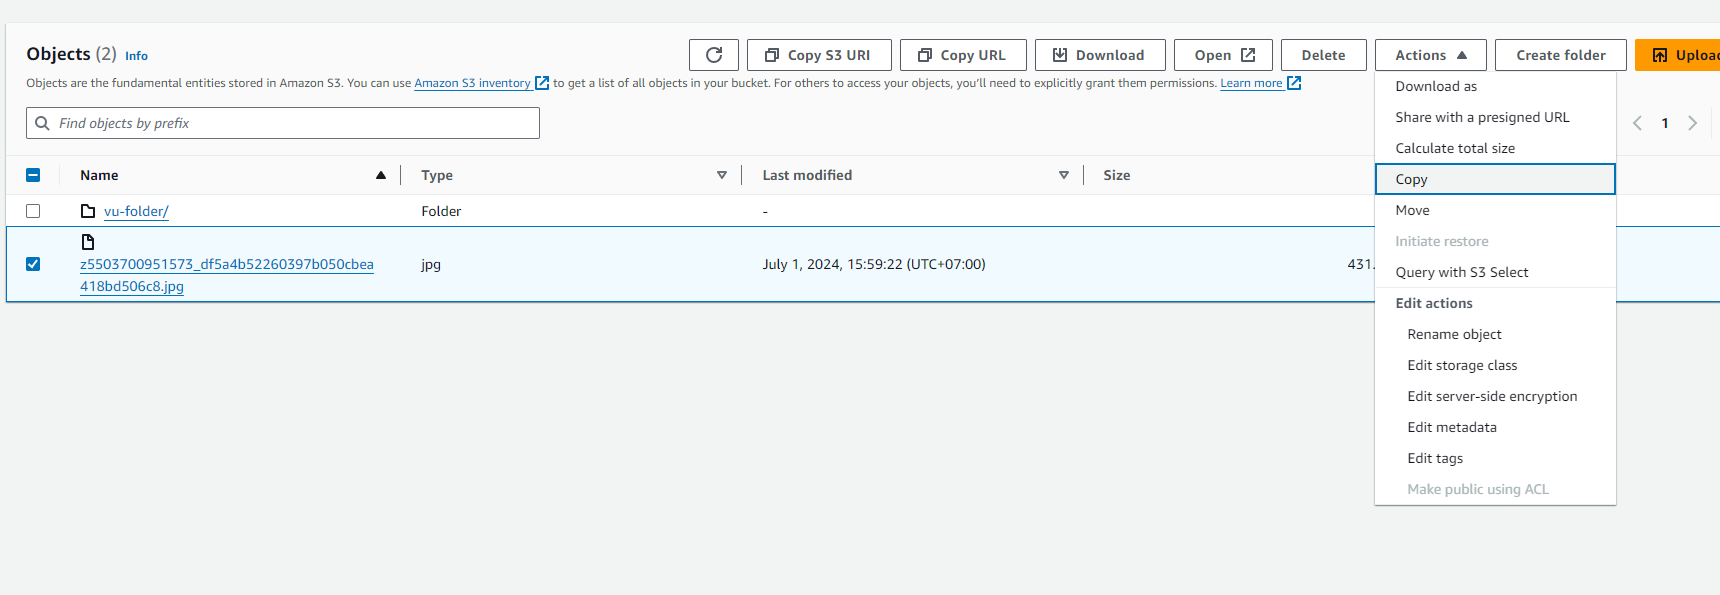 Objects (2) Info
Copy S3 URI
Copy URL
Download
Open
Delete
Actions
Create folder
Objects are the fundamental entities stored in Amazon S3. You can use Amazon S3 inventory to get a list of all objects in your bucket. For others to access your objects, you'll need to explicitly grant them permissions. Learn more
Find objects by prefix
1
Name
Type
Last modified
Size
vu-folder/
Folder
-
z5503700951573_df5a4b52260397b050cbea
418bd506c8.jpg
jpg
July 1, 2024, 15:59:22 (UTC+07:00)
431.
Download as
Share with a presigned URL
Calculate total size
Copy
Move
Initiate restore
Query with S3 Select
Edit actions
Rename object
Edit storage class
Edit server-side encryption
Edit metadata
Edit tags
Make public using ACL